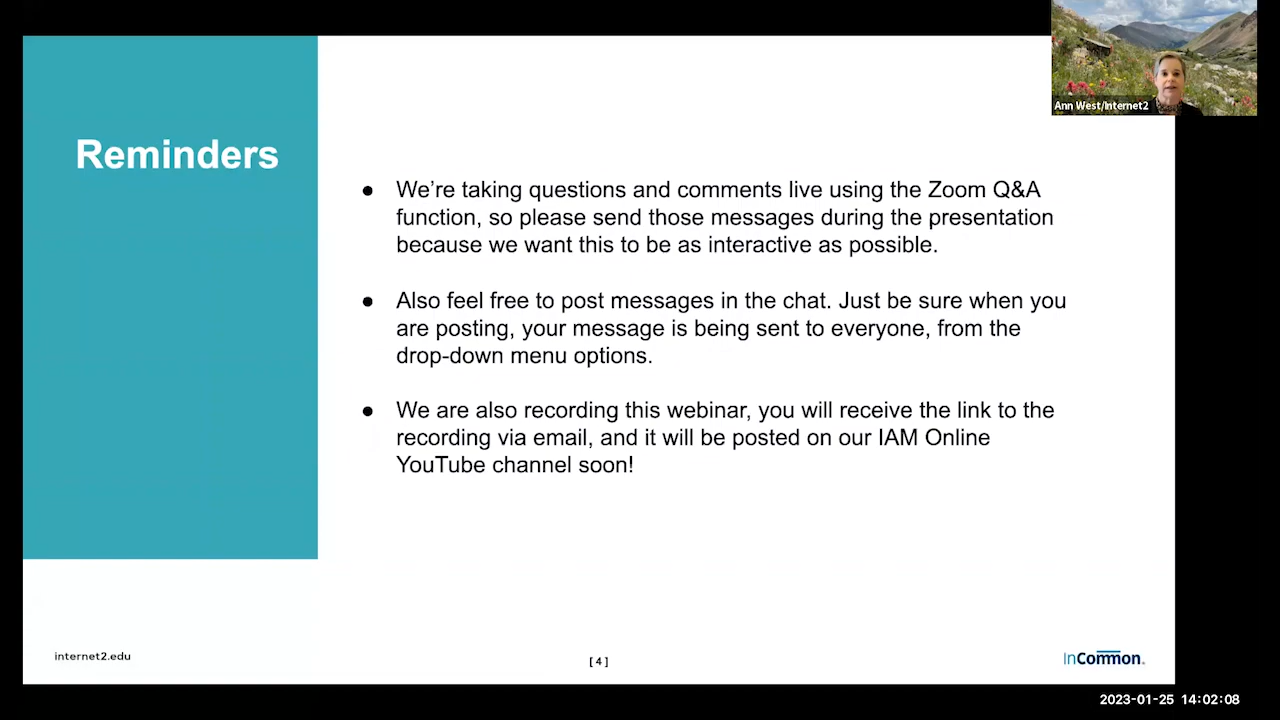 Ann West/Internet2
Reminders
● We’re taking questions and comments live using the Zoom Q&A
function, so please send those messages during the presentation
because we want this to be as interactive as possible.
● Also feel free to post messages in the chat. Just be sure when you
are posting, your message is being sent to everyone, from the
drop-down menu options.
● We are also recording this webinar, you will receive the link to the
recording via email, and it will be posted on our IAM Online
YouTube channel soon!
internet2.edu
[ 4 ]
InCommon.
2023-01-25 14:02:08